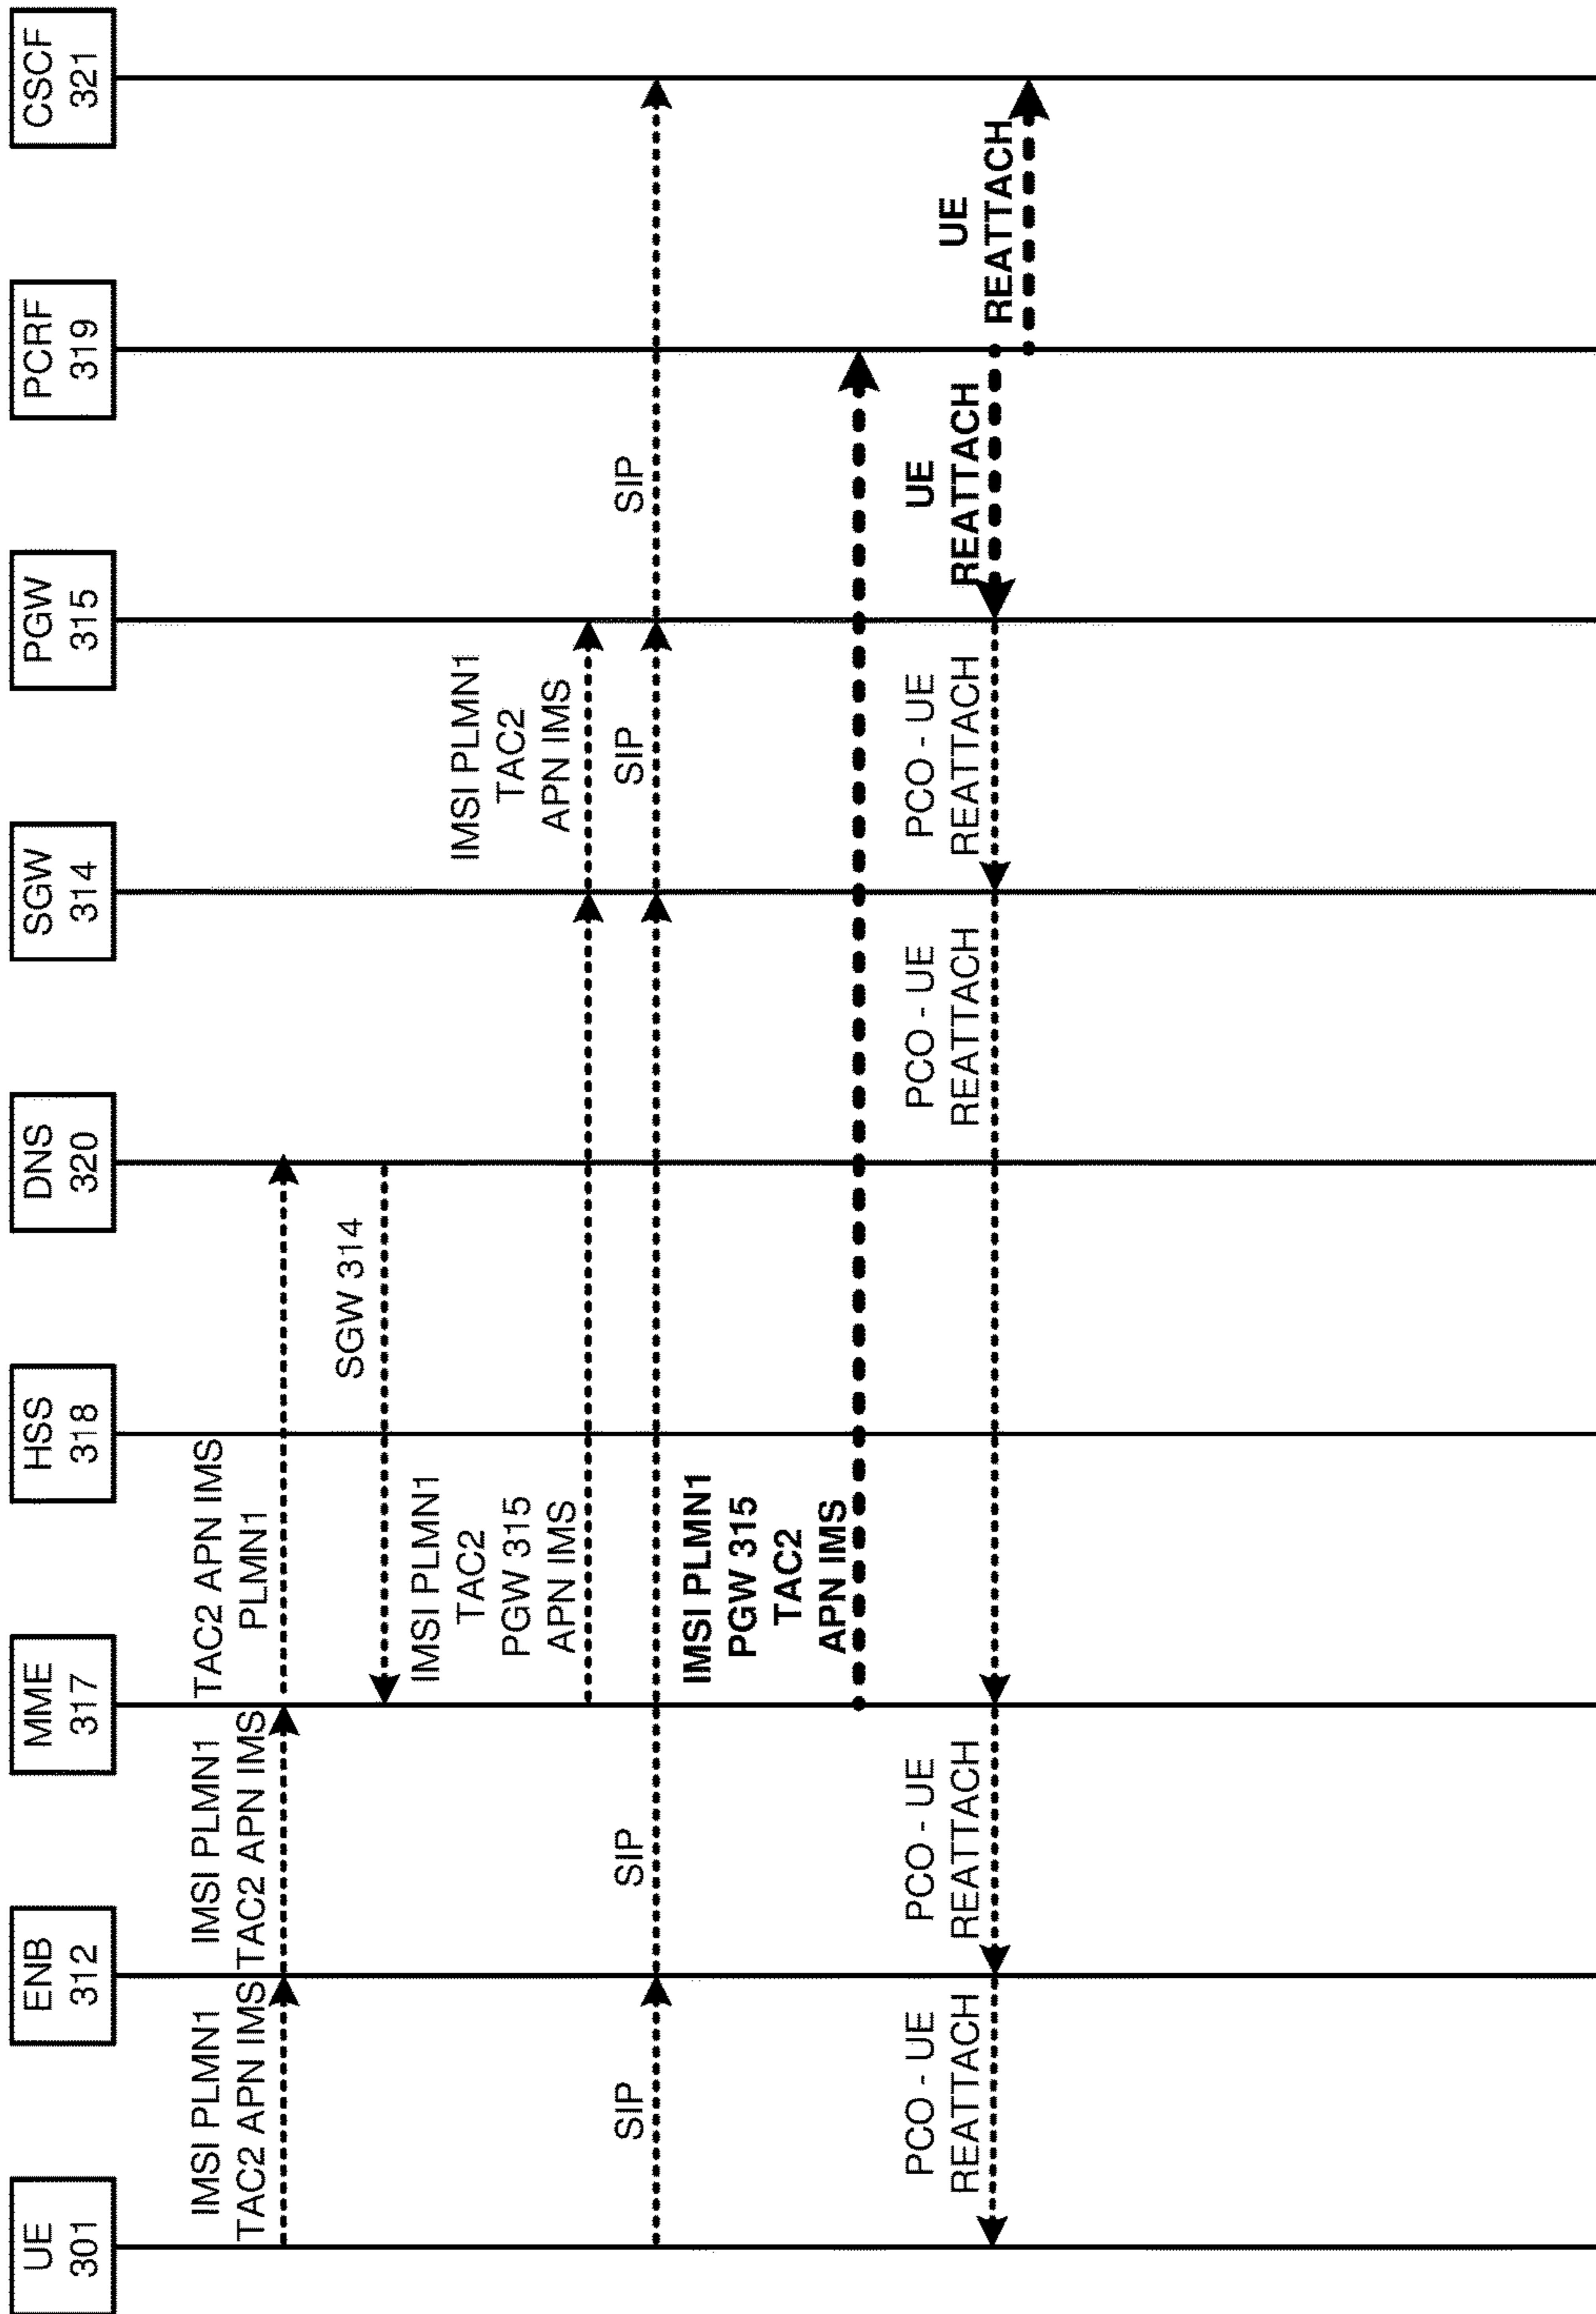 UE
301
ENB
312
MME
317
HSS
318
DNS
320
SGW
314
PGW
315
PCRF
319
CSCF
321
IMSI PLMN1
TAC2 APN IMS
IMSI PLMN1
TAC2 APN IMS
TAC2 APN IMS
PLMN1
SGW 314
IMSI PLMN1
TAC2
PGW 315
APN IMS
IMSI PLMN1
TAC2
APN IMS
SIP
SIP
SIP
SIP
IMSI PLMN1
PGW 315
TAC2
APN IMS
PCO - UE
REATTACH
PCO - UE
REATTACH
PCO - UE
REATTACH
PCO - UE
REATTACH
UE
REATTACH
UE
REATTACH